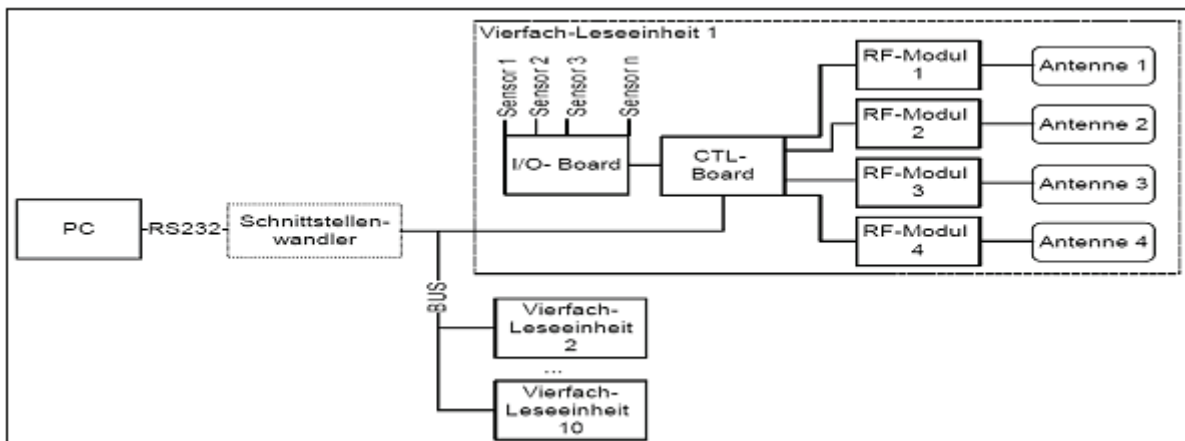 Vierfach-Leseeinheit 1
Sensor 1
Sensor 2
Sensor 3
Sensor n
I/O- Board
CTL-
Board
RF-Modul
1
Antenne 1
RF-Modul
2
Antenne 2
RF-Modul
3
Antenne 3
RF-Modul
4
Antenne 4
PC
RS232
Schnittstellen-
wandler
BUS
Vierfach-
Leseeinheit
2
...
Vierfach-
Leseeinheit
10